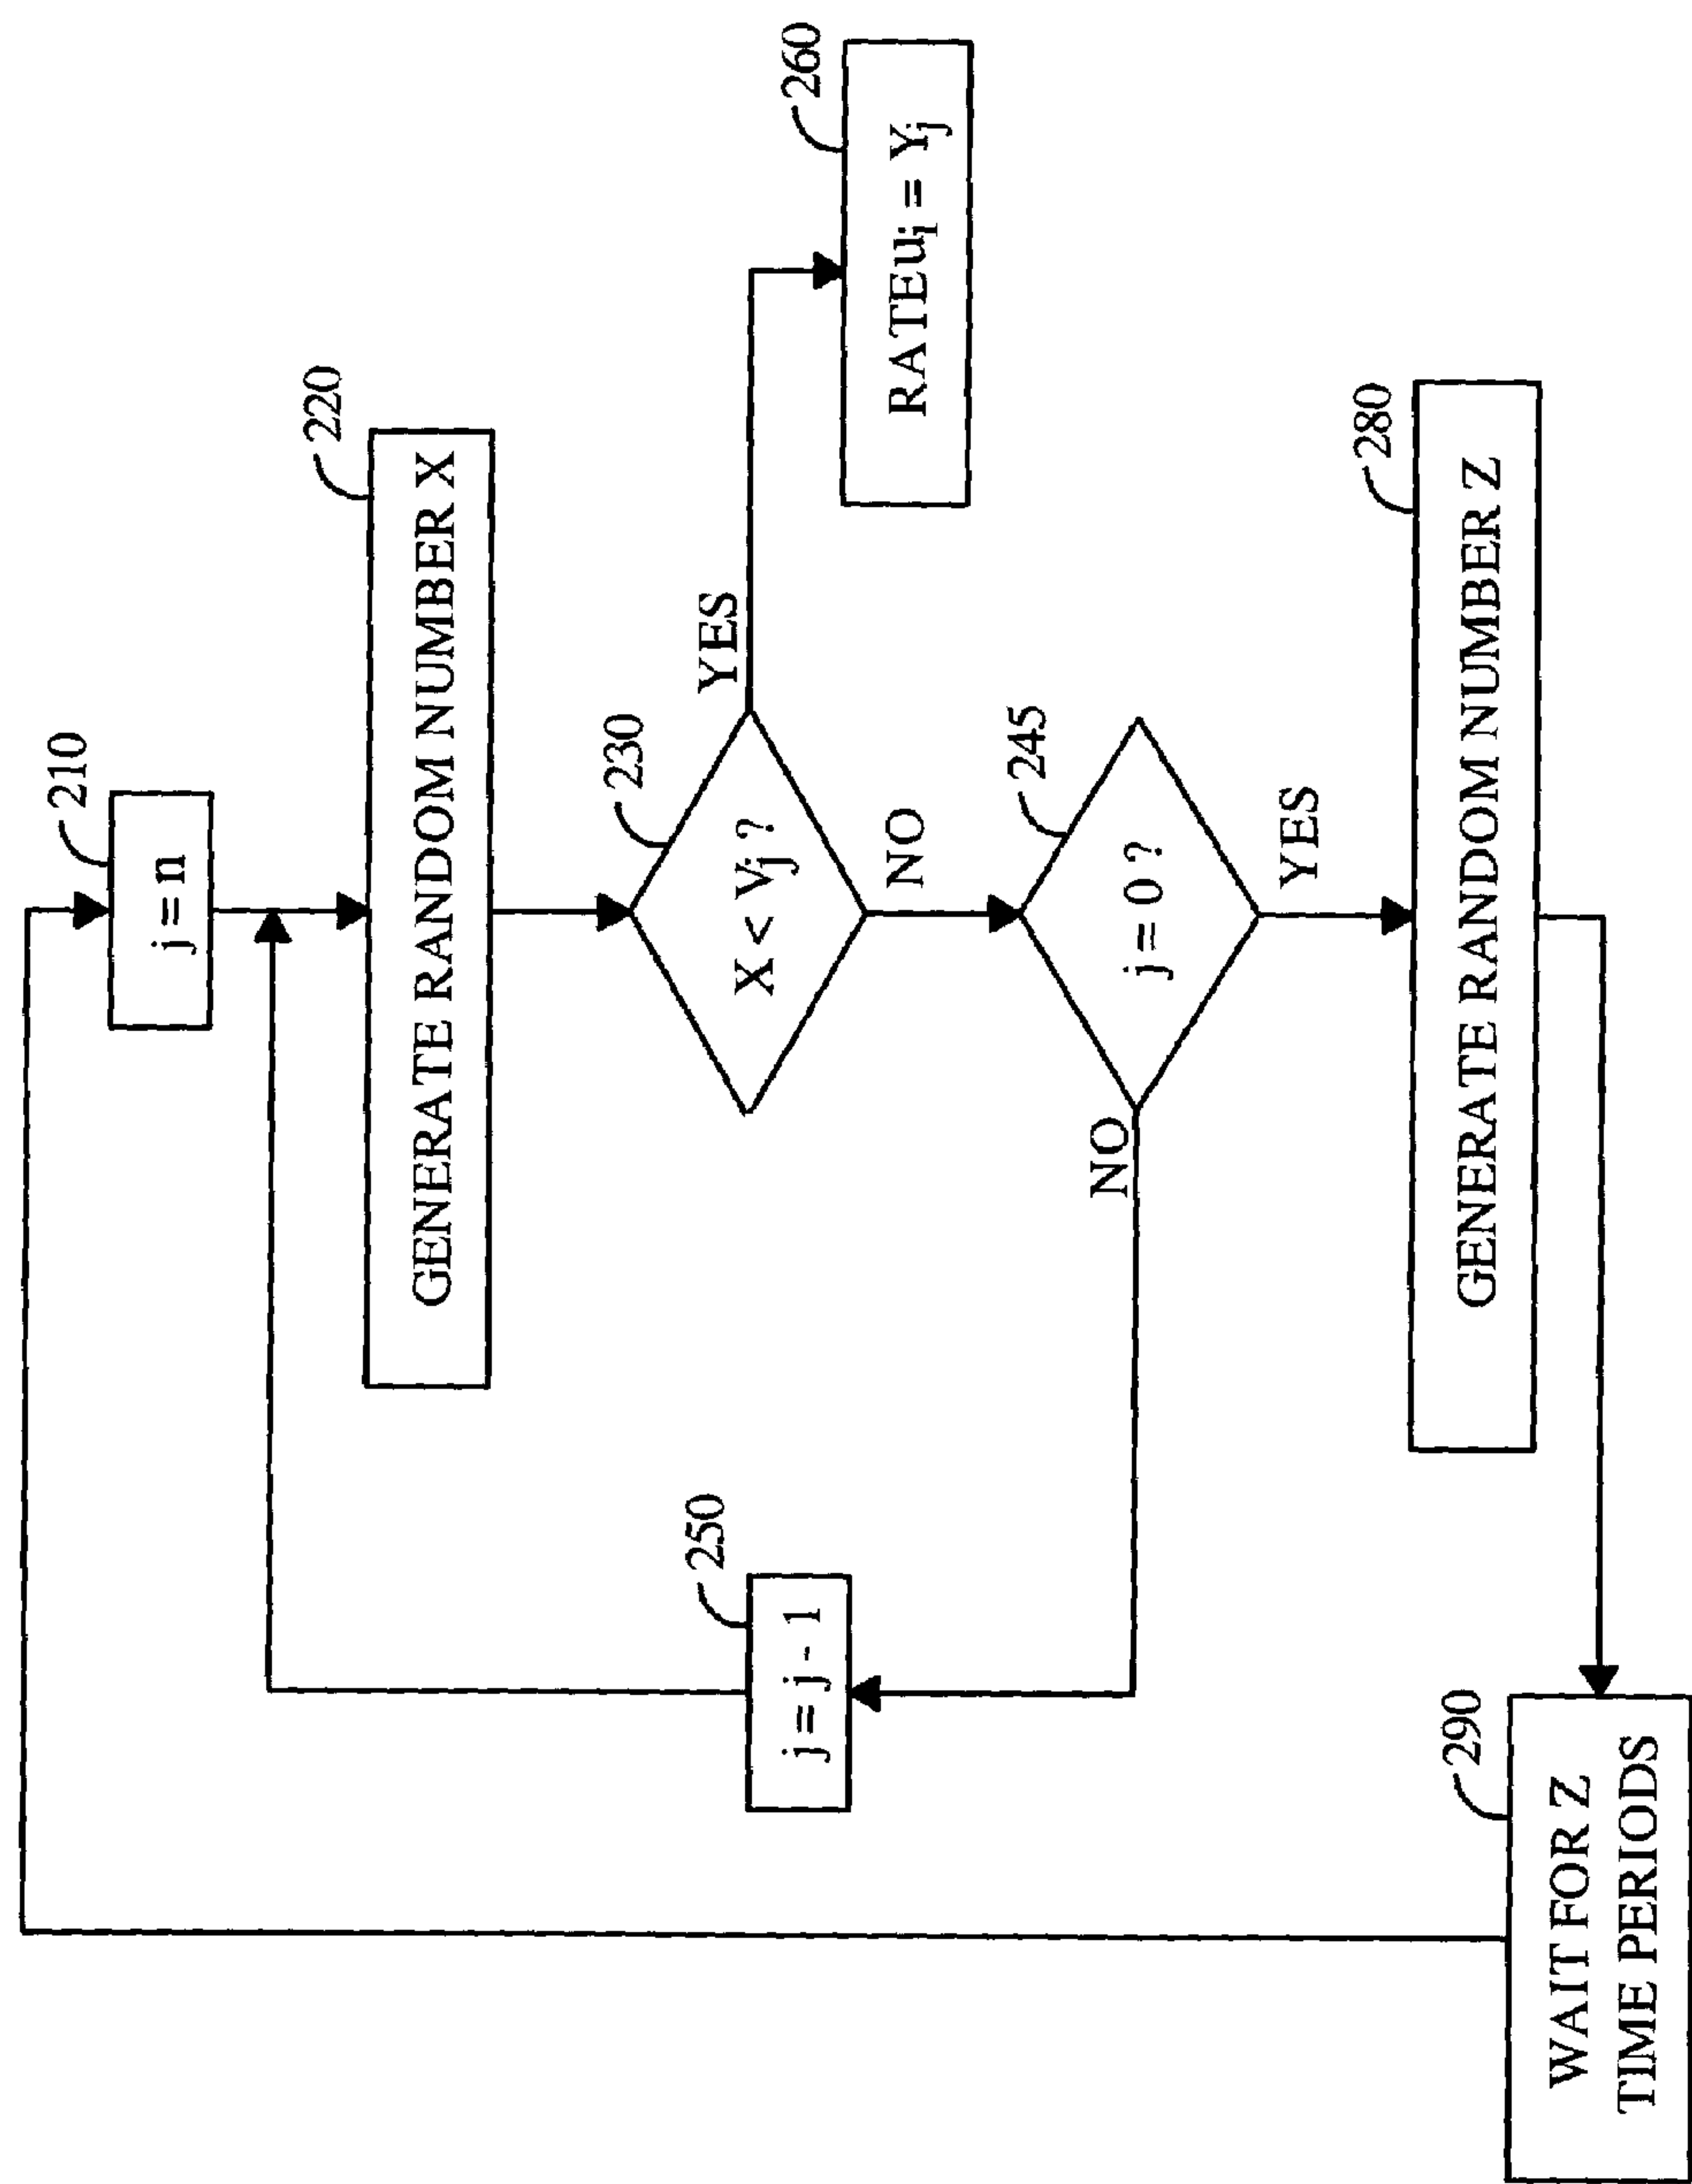 210
j = n
220
GENERATE RANDOM NUMBER X
230
X < Vj ?
YES
260
RATEui = Yj
NO
245
j = 0 ?
NO
250
j = j - 1
YES
280
GENERATE RANDOM NUMBER Z
290
WAIT FOR Z
TIME PERIODS